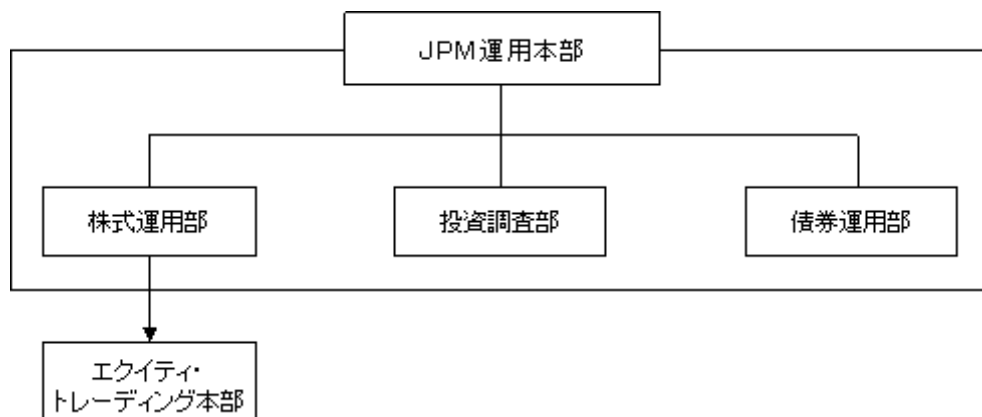 JPM運用本部
株式運用部
投資調査部
債券運用部
エクイティ・
トレーディング本部